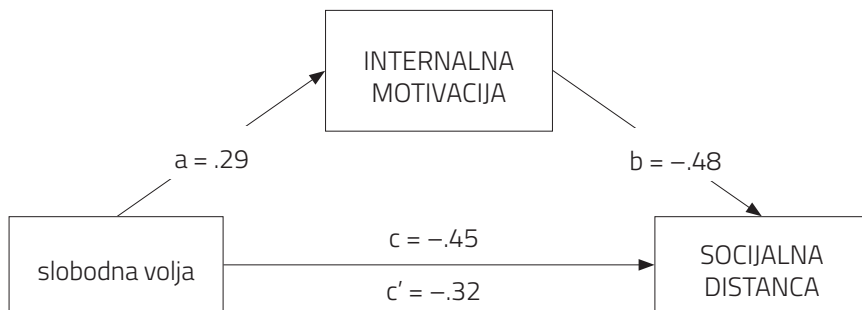 INTERNALNA
MOTIVACIJA
a = .29
b = –.48
slobodna volja
c = –.45
c’ = –.32
SOCIJALNA
DISTANCA